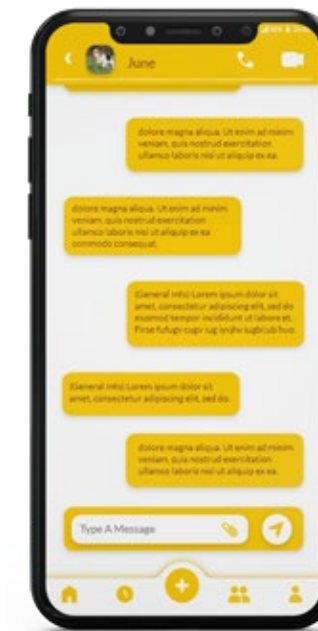 June
dolore magna aliqua. Ut enim ad minim
veniam, quis nostrud exercitation
ullamco laboris nisi ut aliquip ex ea.
dolore magna aliqua. Ut enim ad minim
veniam, quis nostrud exercitation
ullamco laboris nisi ut aliquip ex ea
commodo consequat.
(General Info) Lorem ipsum dolor sit
amet, consectetur adipiscing elit, sed do
eiusmod tempor incididunt ut labore et.
(General Info) Lorem ipsum dolor sit
amet, consectetur adipiscing elit, sed do.
dolore magna aliqua. Ut enim ad minim
veniam, quis nostrud exercitation
ullamco laboris nisi ut aliquip ex ea.
Type A Message